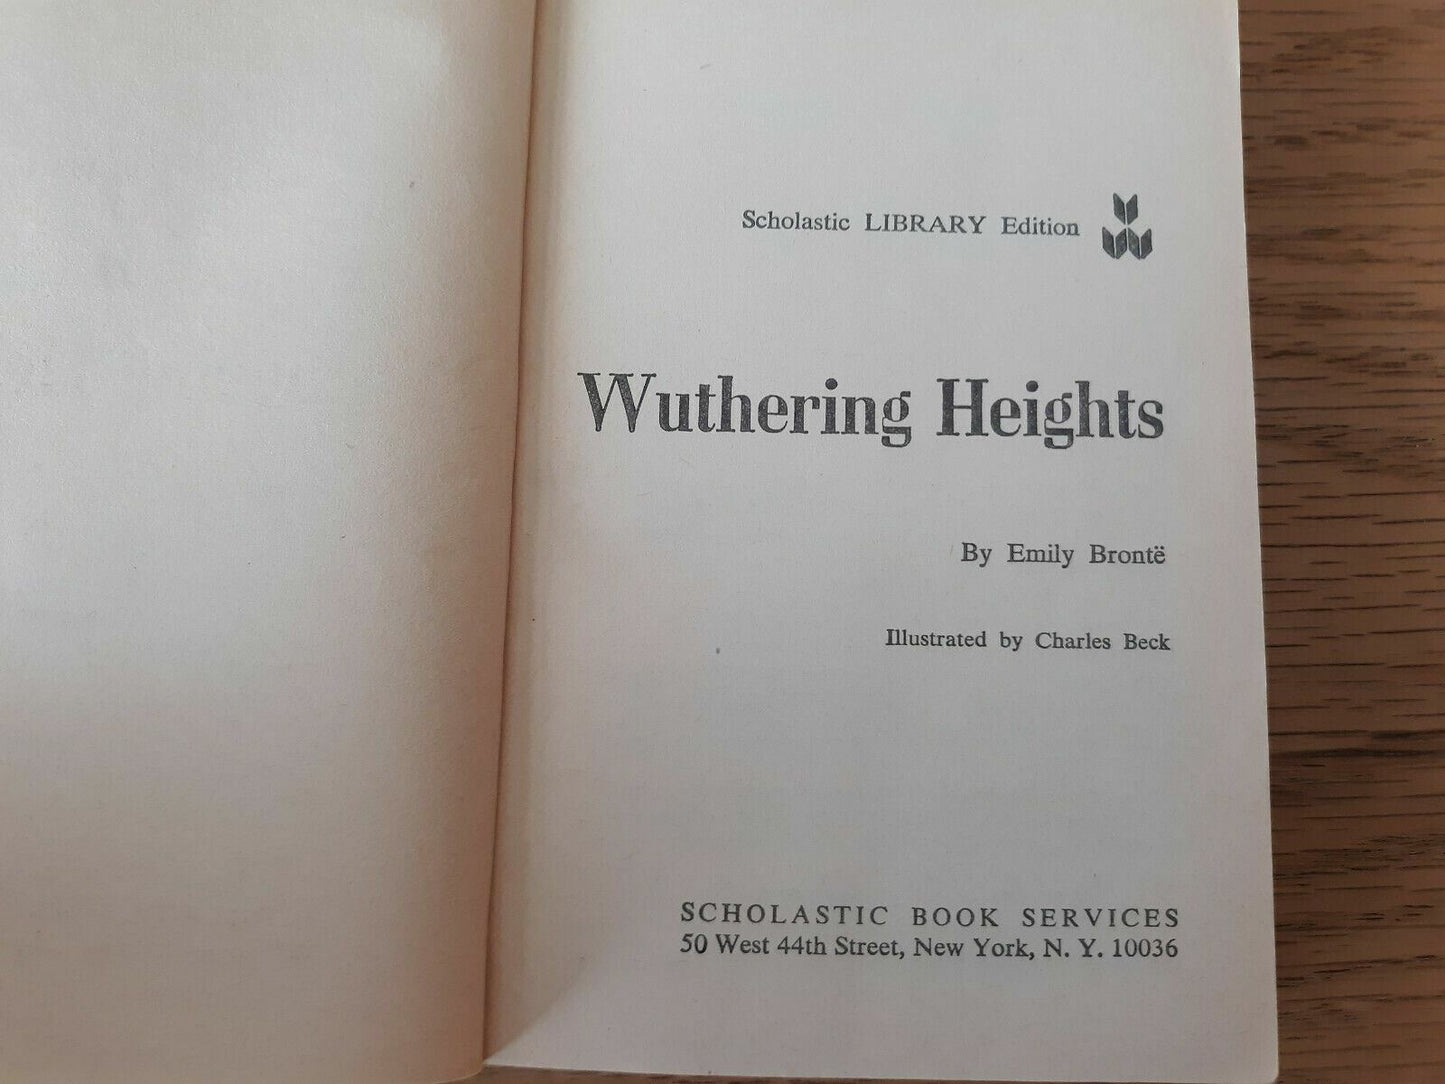 Scholastic LIBRARY Edition
Wuthering Heights
By Emily Brontë
Illustrated by Charles Beck
SCHOLASTIC BOOK SERVICES
50 West 44th Street, New York, N. Y. 10036